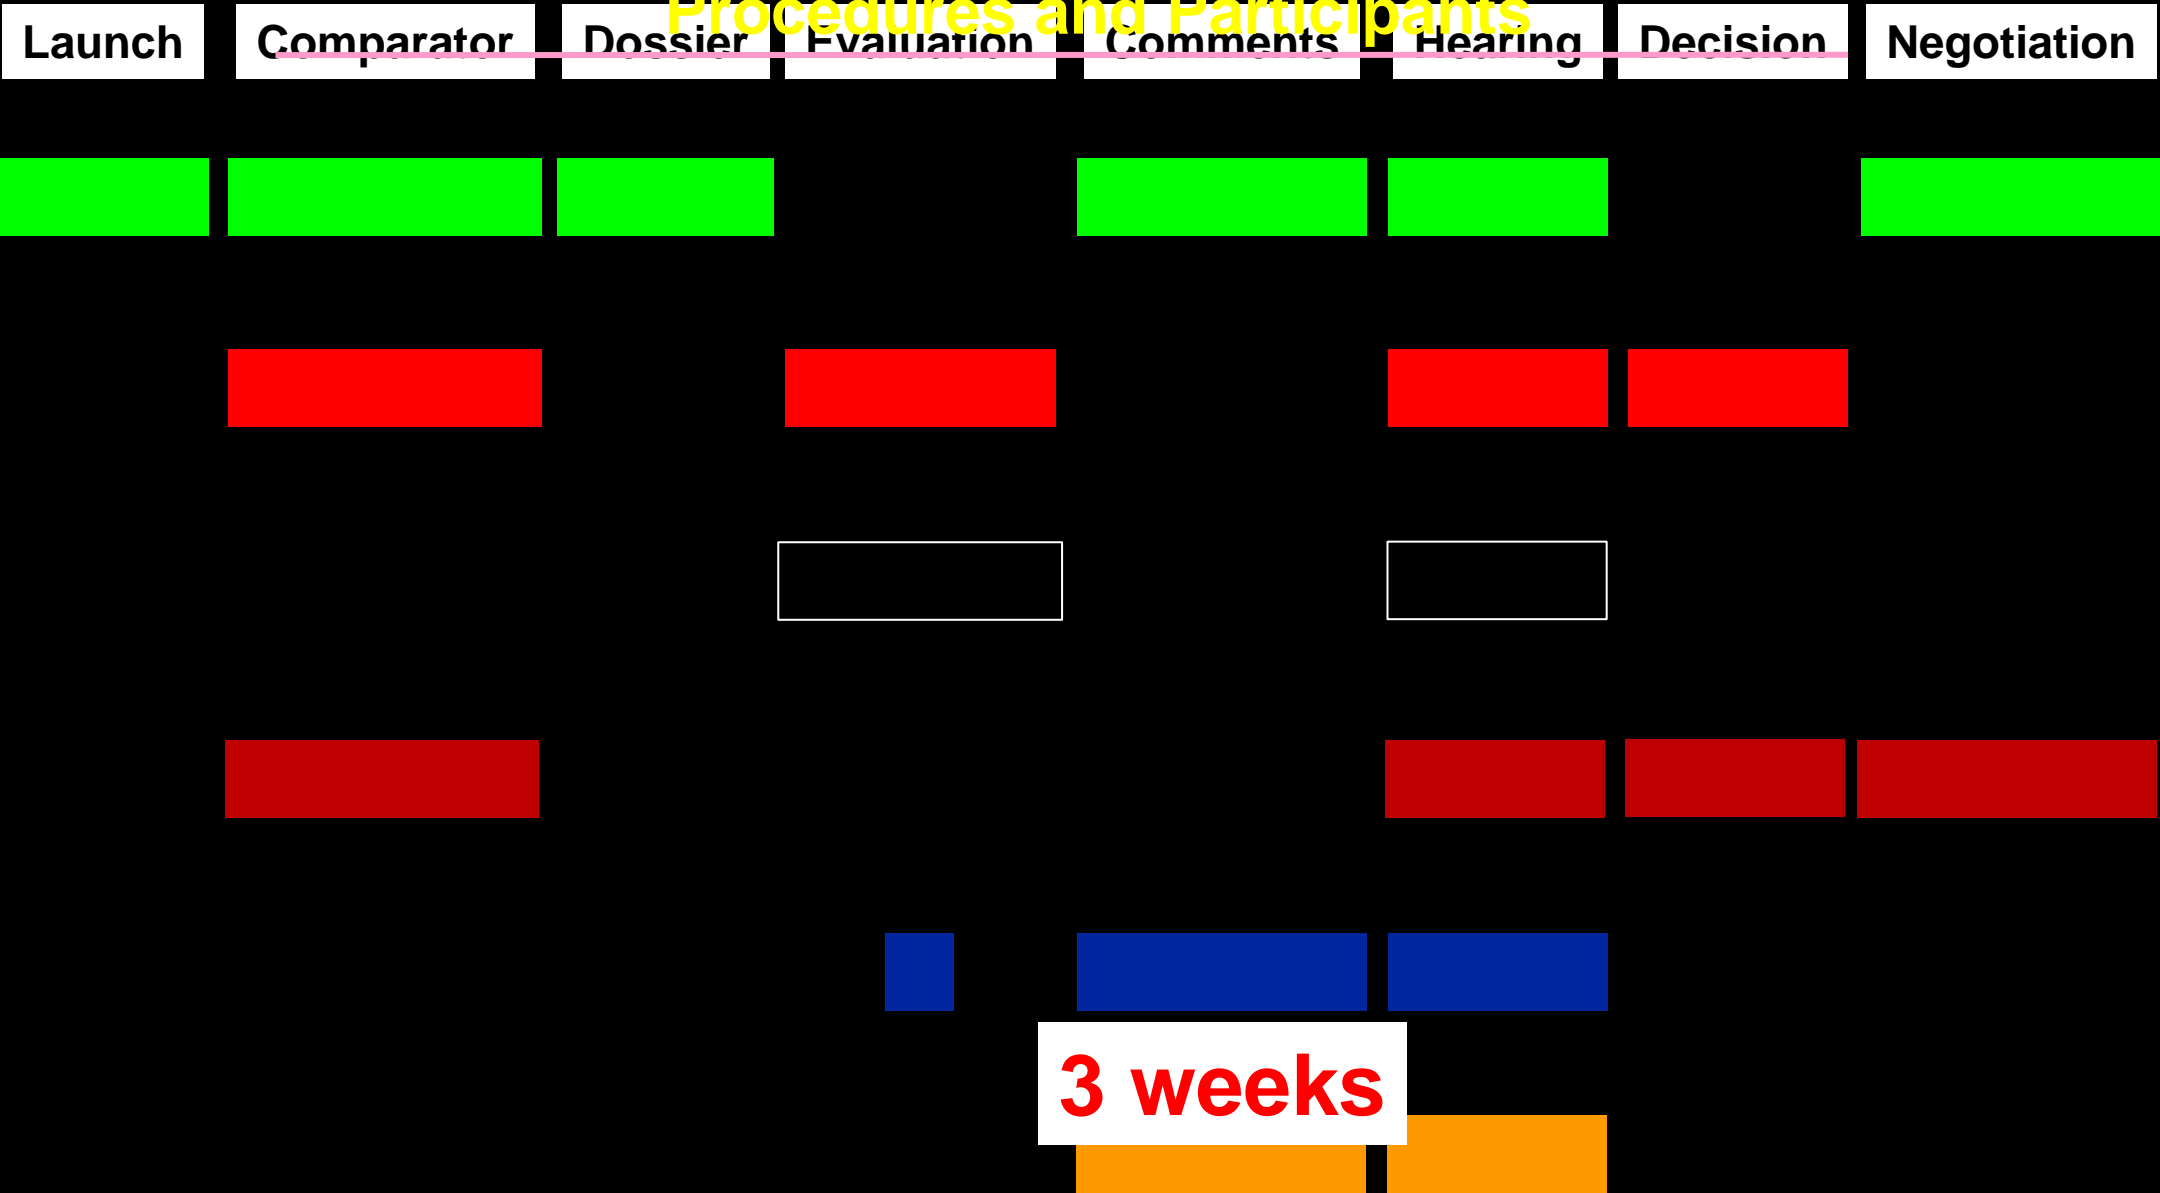 Procedures and Participants
Launch Comparator Dossier Evaluation Comments Hearing Decision Negotiation
3 weeks